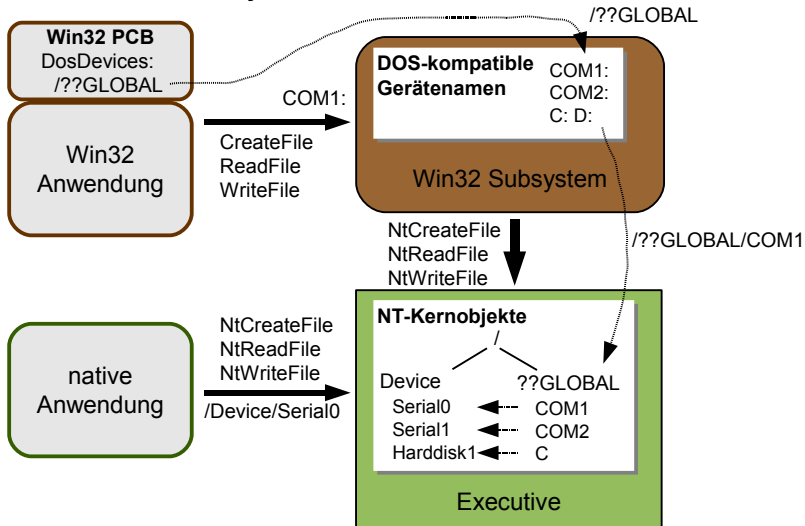 /??GLOBAL
Win32 PCB
DosDevices:
/??GLOBAL
Win32
Anwendung
COM1:
CreateFile
ReadFile
WriteFile
DOS-kompatible
Gerätenamen
COM1:
COM2:
C: D:
Win32 Subsystem
NtCreateFile
NtReadFile
NtWriteFile
/??GLOBAL/COM1
native
Anwendung
NtCreateFile
NtReadFile
NtWriteFile
/Device/Serial0
NT-Kernobjekte
/
Device ??GLOBAL
Serial0 COM1
Serial1 COM2
Harddisk1 C
Executive